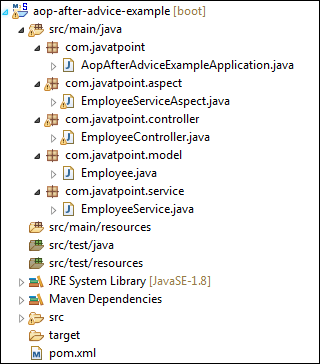 aop-after-advice-example [boot]
src/main/java
com.javatpoint
AopAfterAdviceExampleApplication.java
com.javatpoint.aspect
EmployeeServiceAspect.java
com.javatpoint.controller
EmployeeController.java
com.javatpoint.model
Employee.java
com.javatpoint.service
EmployeeService.java
src/main/resources
src/test/java
src/test/resources
JRE System Library [JavaSE-1.8]
Maven Dependencies
src
target
pom.xml